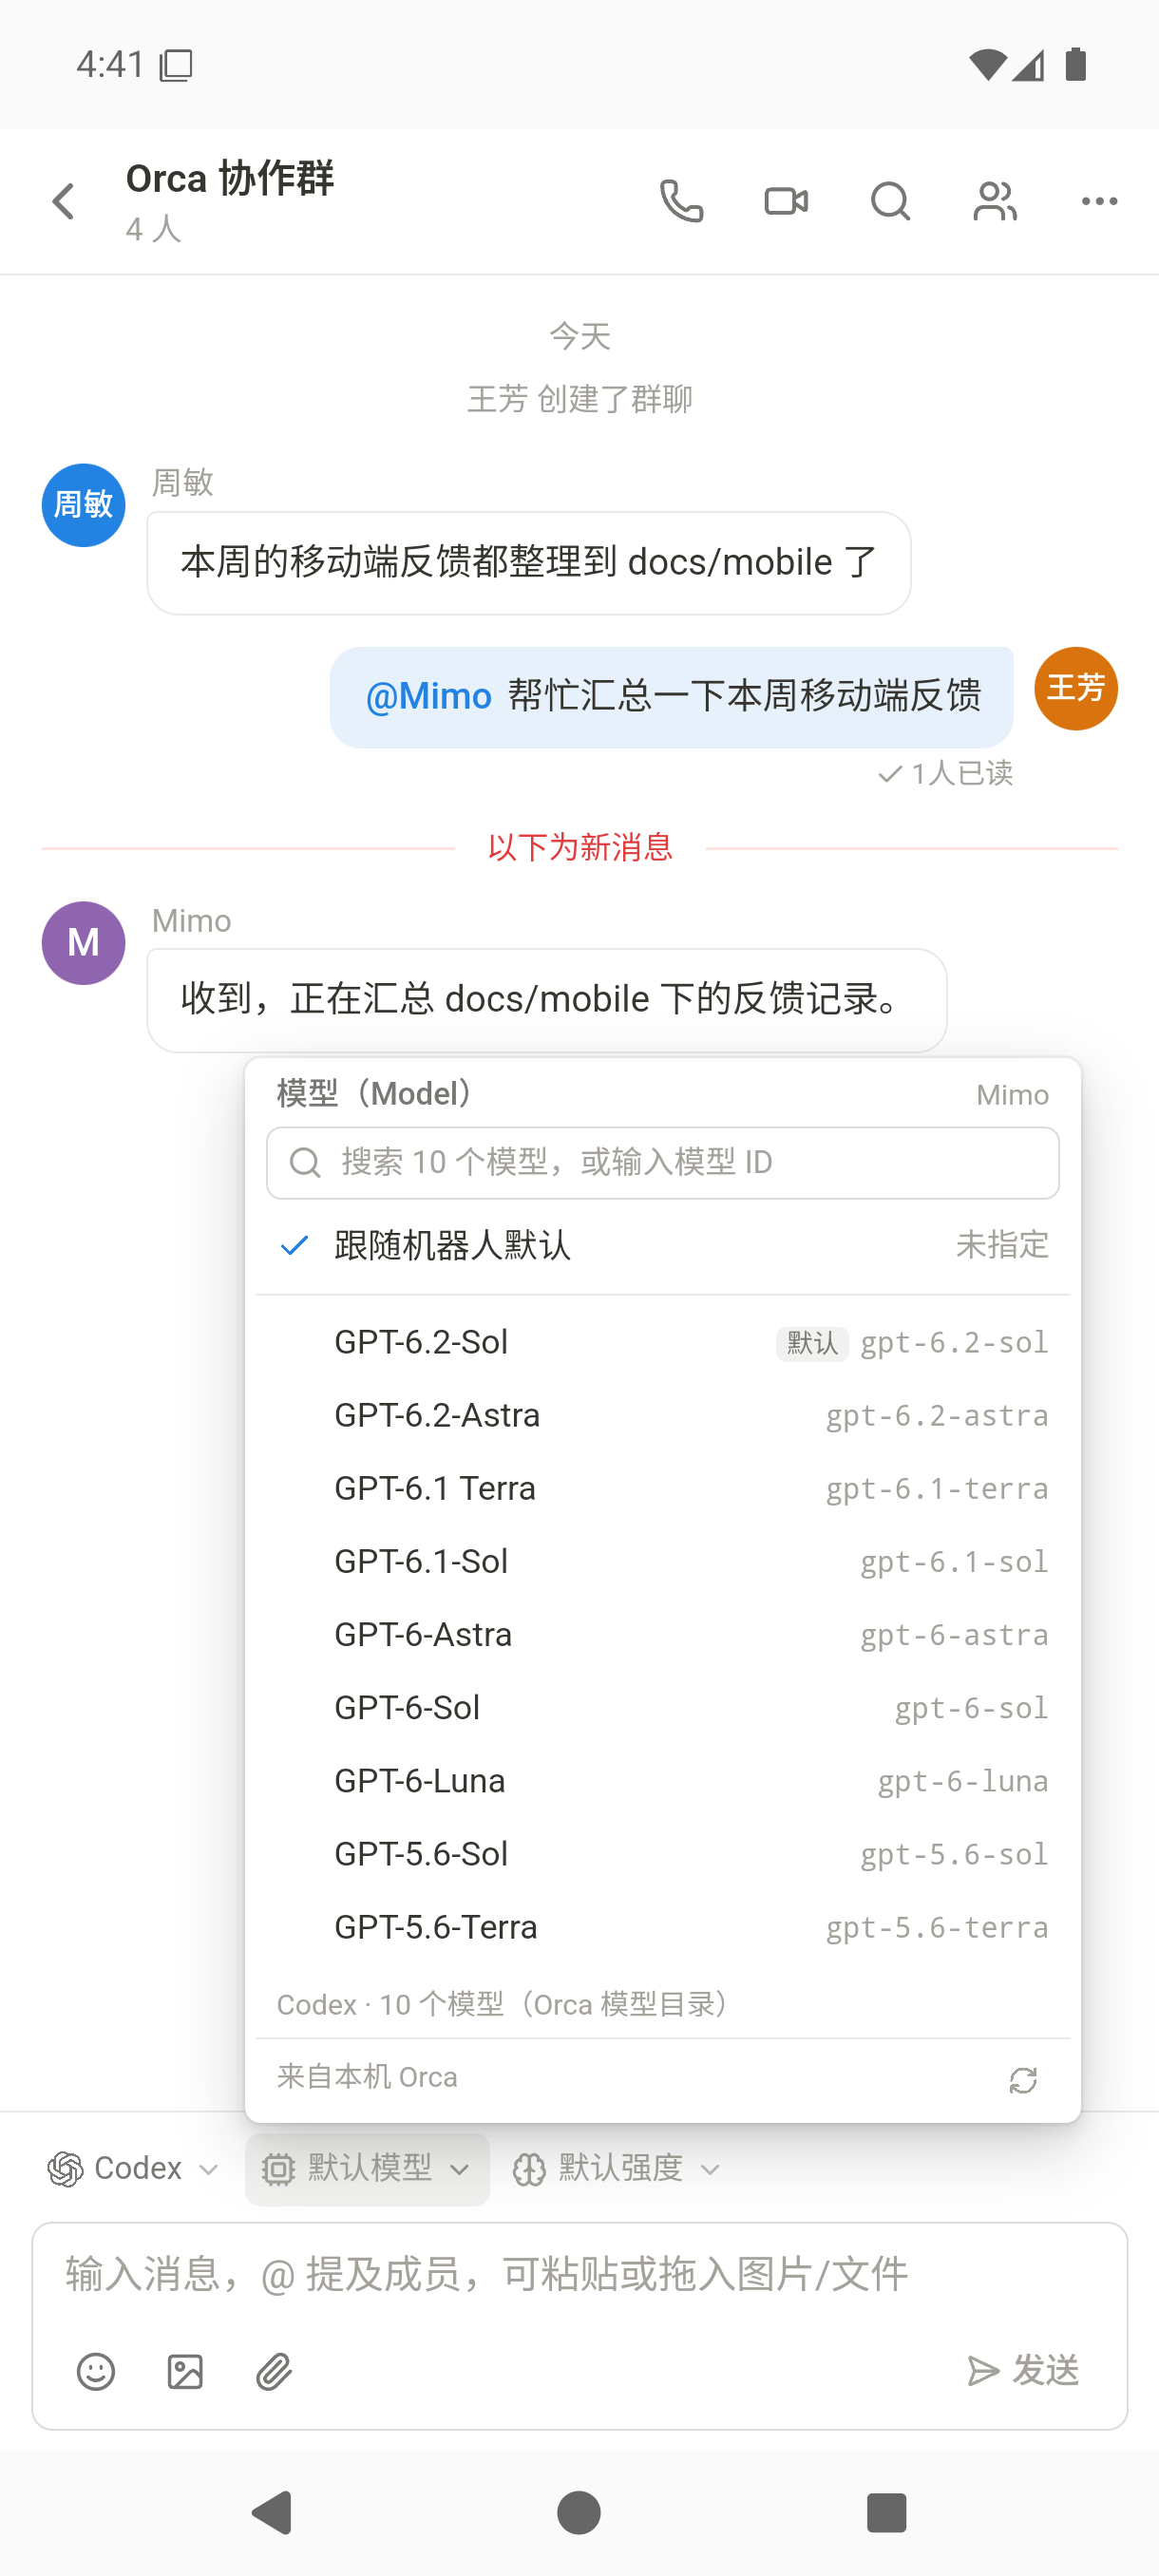 4:41
Orca 协作群
4 人
今天
王芳 创建了群聊
周敏
周敏
本周的移动端反馈都整理到 docs/mobile 了
@Mimo 帮忙汇总一下本周移动端反馈
王芳
1人已读
以下为新消息
M
Mimo
收到，正在汇总 docs/mobile 下的反馈记录。
模型（Model） Mimo
搜索 10 个模型，或输入模型 ID
跟随机器人默认 未指定
GPT-6.2-Sol 默认 gpt-6.2-sol
GPT-6.2-Astra gpt-6.2-astra
GPT-6.1 Terra gpt-6.1-terra
GPT-6.1-Sol gpt-6.1-sol
GPT-6-Astra gpt-6-astra
GPT-6-Sol gpt-6-sol
GPT-6-Luna gpt-6-luna
GPT-5.6-Sol gpt-5.6-sol
GPT-5.6-Terra gpt-5.6-terra
Codex · 10 个模型（Orca 模型目录）
来自本机 Orca
Codex 默认模型 默认强度
输入消息，@ 提及成员，可粘贴或拖入图片/文件
发送